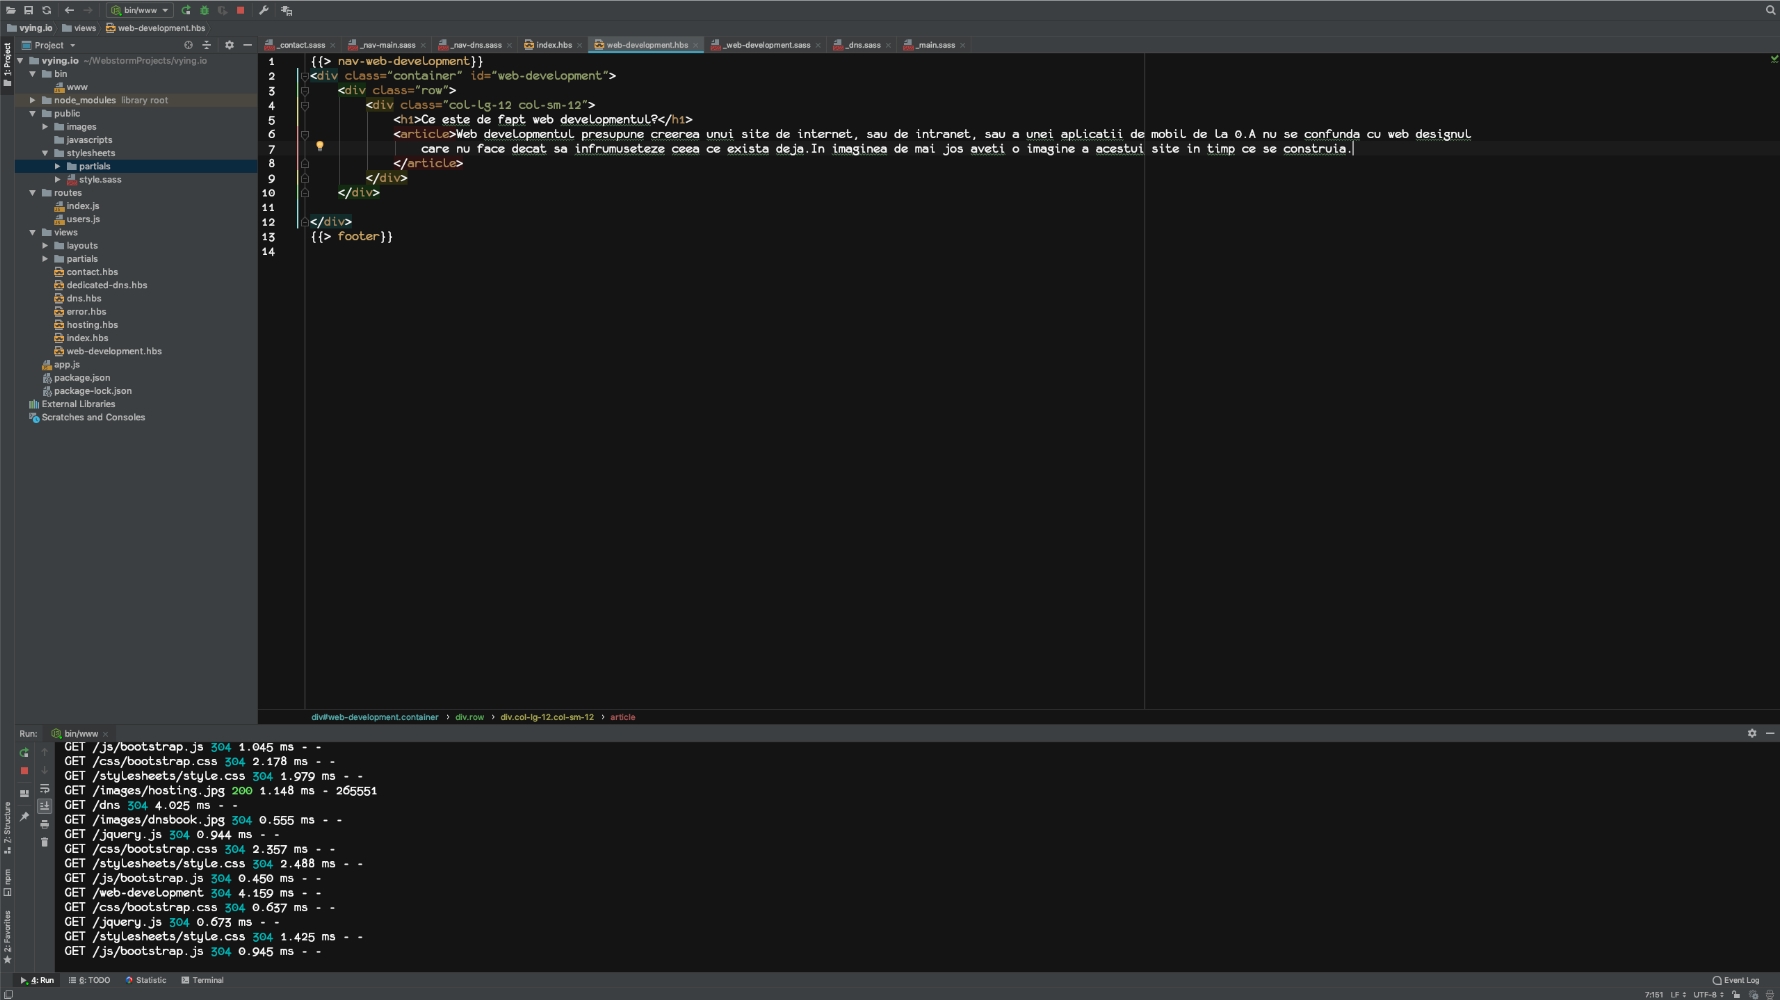 bin/www
vying.io
views
web-development.hbs
Project
_contact.sass
_nav-main.sass
_nav-dns.sass
index.hbs
web-development.hbs
_web-development.sass
_dns.sass
_main.sass
1: Project
vying.io ~/WebstormProjects/vying.io
bin
www
node_modules library root
public
images
javascripts
stylesheets
partials
style.sass
routes
index.js
users.js
views
layouts
partials
contact.hbs
dedicated-dns.hbs
dns.hbs
error.hbs
hosting.hbs
index.hbs
web-development.hbs
app.js
package.json
package-lock.json
External Libraries
Scratches and Consoles
1 {{> nav-web-development}}
2 <div class="container" id="web-development">
3 <div class="row">
4 <div class="col-lg-12 col-sm-12">
5 <h1>Ce este de fapt web developmentul?</h1>
6 <article>Web developmentul presupune creerea unui site de internet, sau de intranet, sau a unei aplicatii de mobil de la 0.A nu se confunda cu web designul
7 care nu face decat sa infrumuseteze ceea ce exista deja.In imaginea de mai jos aveti o imagine a acestui site in timp ce se construia.
8 </article>
9 </div>
10 </div>
11
12 </div>
13 {{> footer}}
14
div#web-development.container › div.row › div.col-lg-12.col-sm-12 › article
Run: bin/www
GET /js/bootstrap.js 304 1.045 ms - -
GET /css/bootstrap.css 304 2.178 ms - -
GET /stylesheets/style.css 304 1.979 ms - -
GET /images/hosting.jpg 200 1.148 ms - 265551
GET /dns 304 4.025 ms - -
GET /images/dnsbook.jpg 304 0.555 ms - -
GET /jquery.js 304 0.944 ms - -
GET /css/bootstrap.css 304 2.357 ms - -
GET /stylesheets/style.css 304 2.488 ms - -
GET /js/bootstrap.js 304 0.450 ms - -
GET /web-development 304 4.159 ms - -
GET /css/bootstrap.css 304 0.637 ms - -
GET /jquery.js 304 0.673 ms - -
GET /stylesheets/style.css 304 1.425 ms - -
GET /js/bootstrap.js 304 0.945 ms - -
Z: Structure
npm
2: Favorites
4: Run
6: TODO
Statistic
Terminal
Event Log
7:151 LF UTF-8